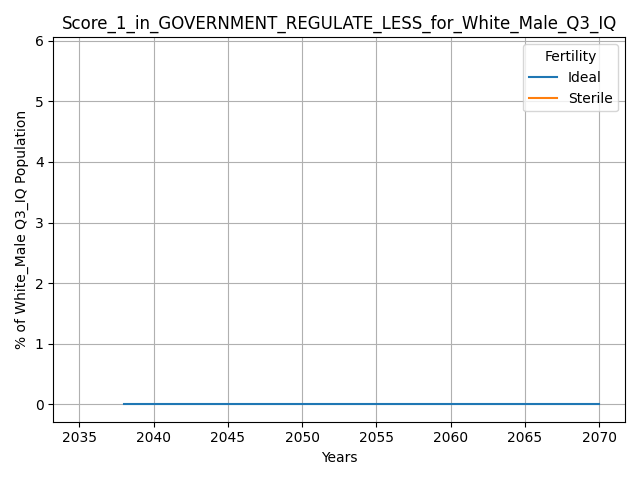 Score_1_in_GOVERNMENT_REGULATE_LESS_for_White_Male_Q3_IQ
% of White_Male Q3_IQ Population
6
5
4
3
2
1
0
Fertility
Ideal
Sterile
2035 2040 2045 2050 2055 2060 2065 2070
Years